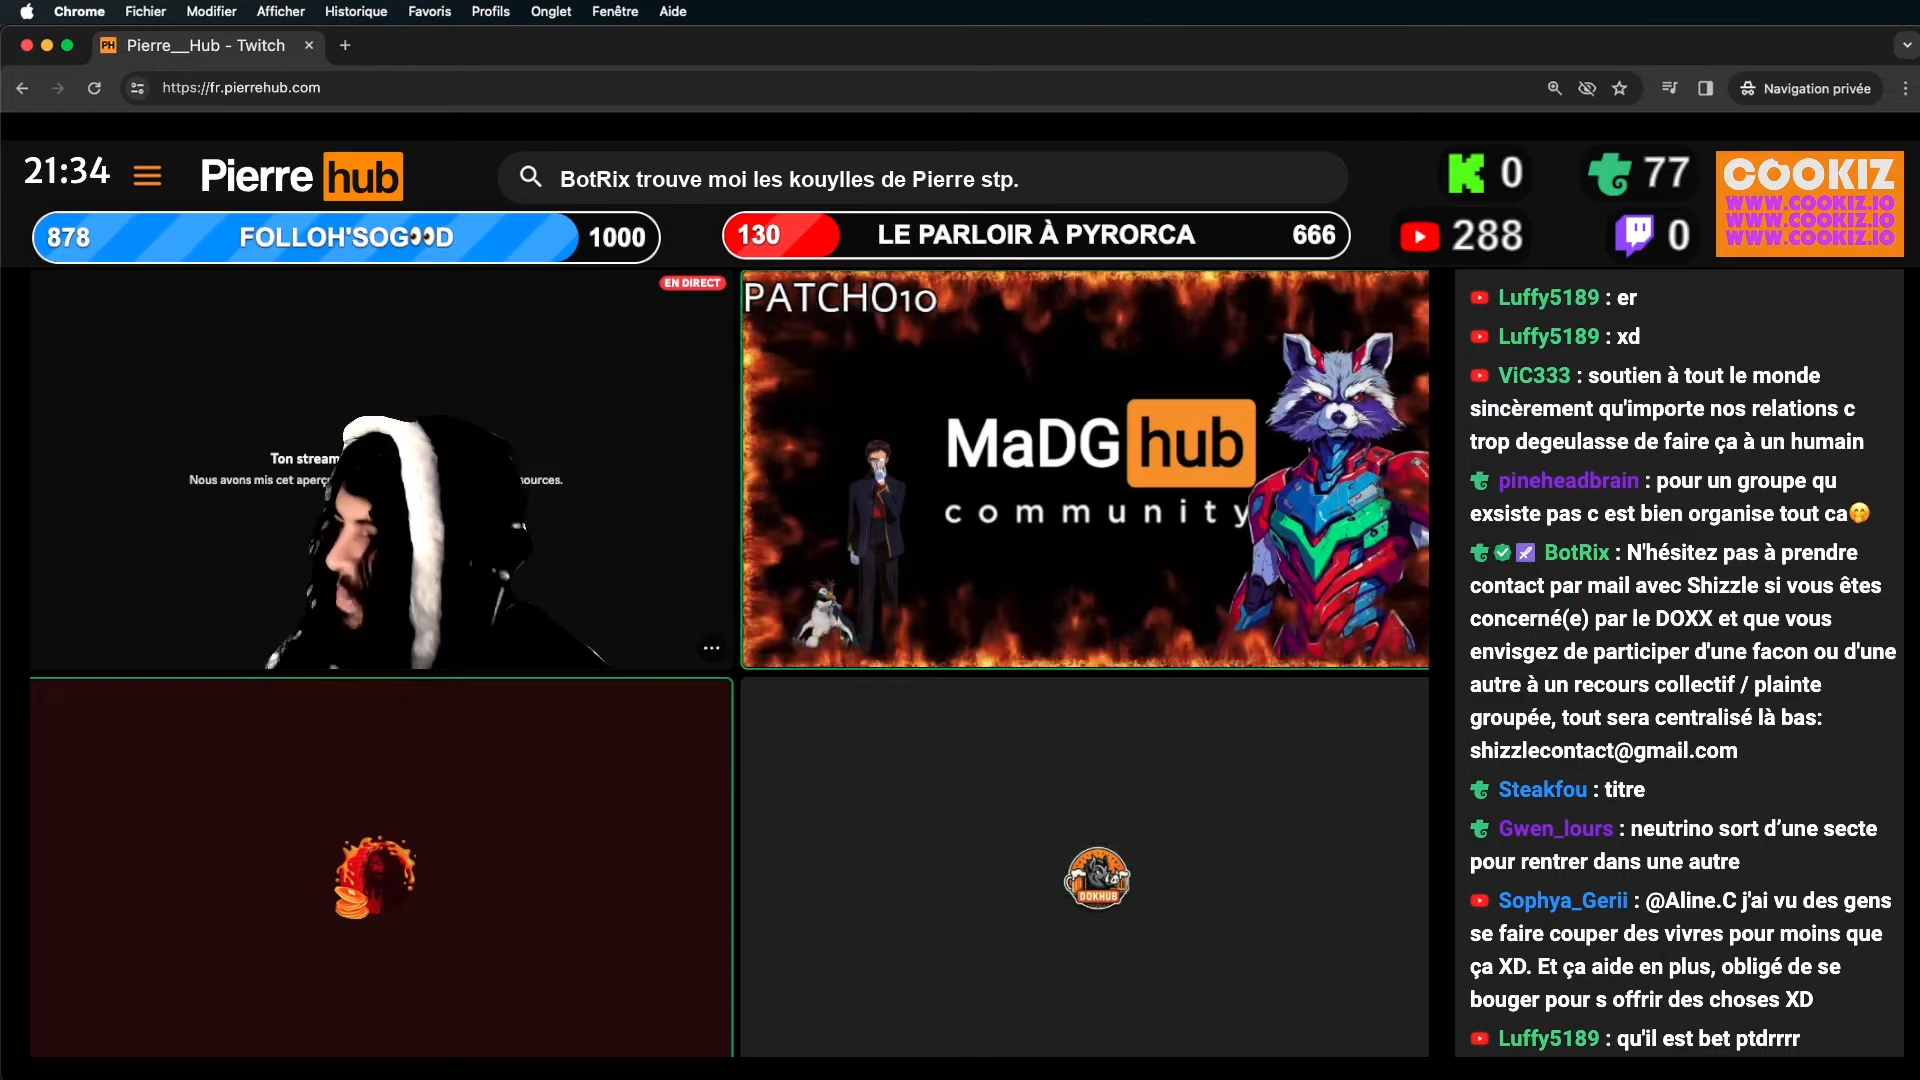 Chrome Fichier Modifier Afficher Historique Favoris Profils Onglet Fenêtre Aide
PH Pierre__Hub - Twitch
https://fr.pierrehub.com
Navigation privée
21:34
Pierre hub
BotRix trouve moi les kouylles de Pierre stp.
0
77
COOKIZ
WWW.COOKIZ.IO
WWW.COOKIZ.IO
WWW.COOKIZ.IO
878 FOLLOH'SOG👀D 1000
130 LE PARLOIR À PYRORCA 666
288
0
EN DIRECT
Ton stream
Nous avons mis cet aperç
ources.
PATCHO10
MaDG hub
community
OOKHUB
Luffy5189 : er
Luffy5189 : xd
ViC333 : soutien à tout le monde
sincèrement qu'importe nos relations c
trop degeulasse de faire ça à un humain
pineheadbrain : pour un groupe qu
exsiste pas c est bien organise tout ca🤭
BotRix : N'hésitez pas à prendre
contact par mail avec Shizzle si vous êtes
concerné(e) par le DOXX et que vous
envisgez de participer d'une facon ou d'une
autre à un recours collectif / plainte
groupée, tout sera centralisé là bas:
shizzlecontact@gmail.com
Steakfou : titre
Gwen_lours : neutrino sort d’une secte
pour rentrer dans une autre
Sophya_Gerii : @Aline.C j'ai vu des gens
se faire couper des vivres pour moins que
ça XD. Et ça aide en plus, obligé de se
bouger pour s offrir des choses XD
Luffy5189 : qu'il est bet ptdrrrr